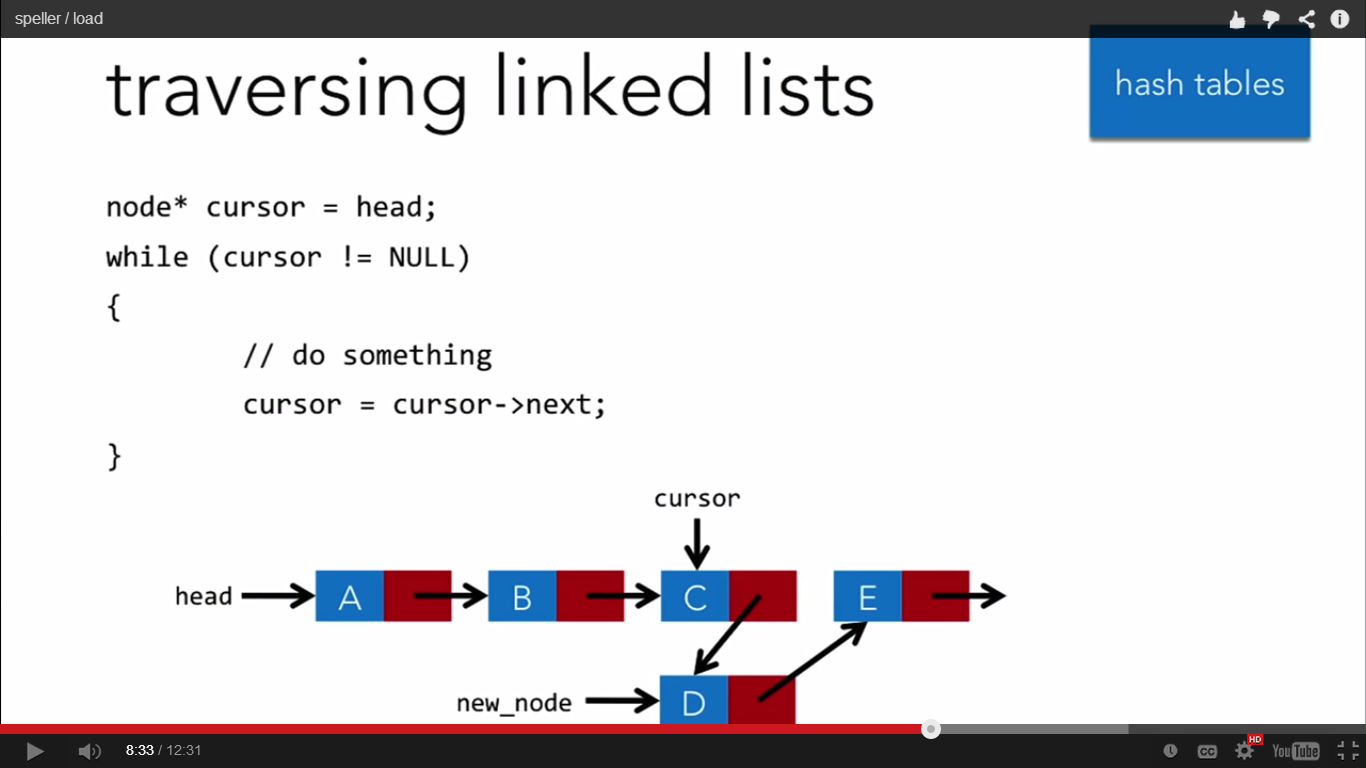 speller / load
traversing linked lists
hash tables
node* cursor = head;
while (cursor != NULL)
{
// do something
cursor = cursor->next;
}
cursor
head
A
B
C
E
new_node
D
8:33 / 12:31
CC
HD
YouTube